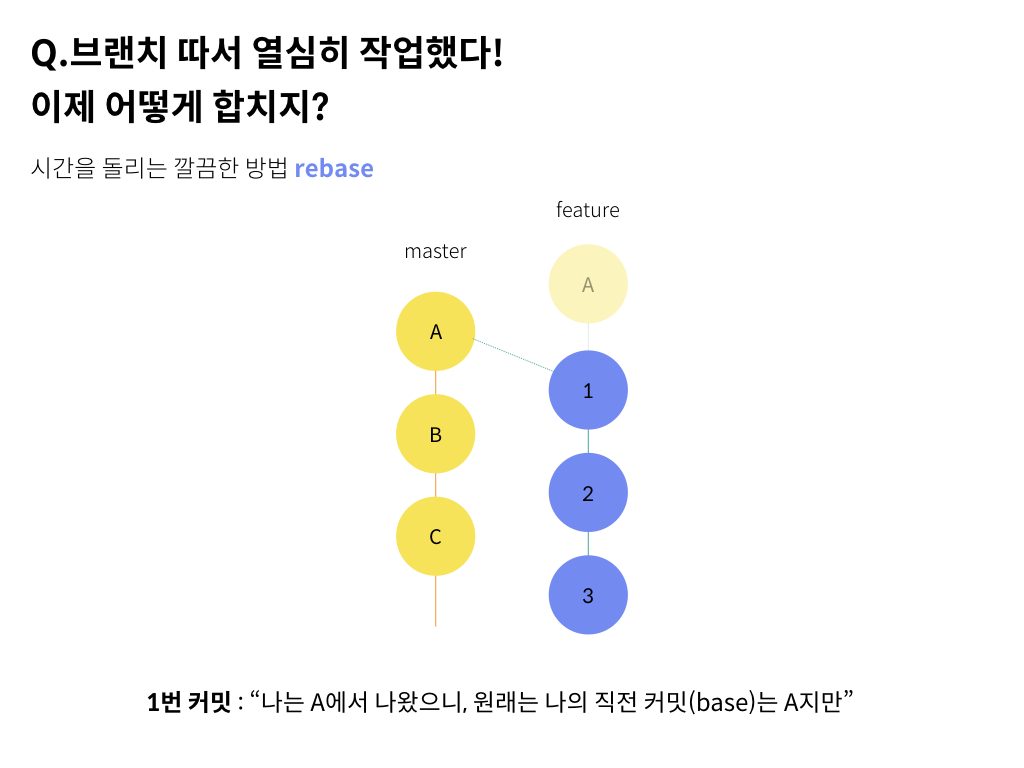 Q.브랜치 따서 열심히 작업했다!
이제 어떻게 합치지?
시간을 돌리는 깔끔한 방법 rebase
feature
master
A
A
1
B
2
C
3
1번 커밋 : “나는 A에서 나왔으니, 원래는 나의 직전 커밋(base)는 A지만”